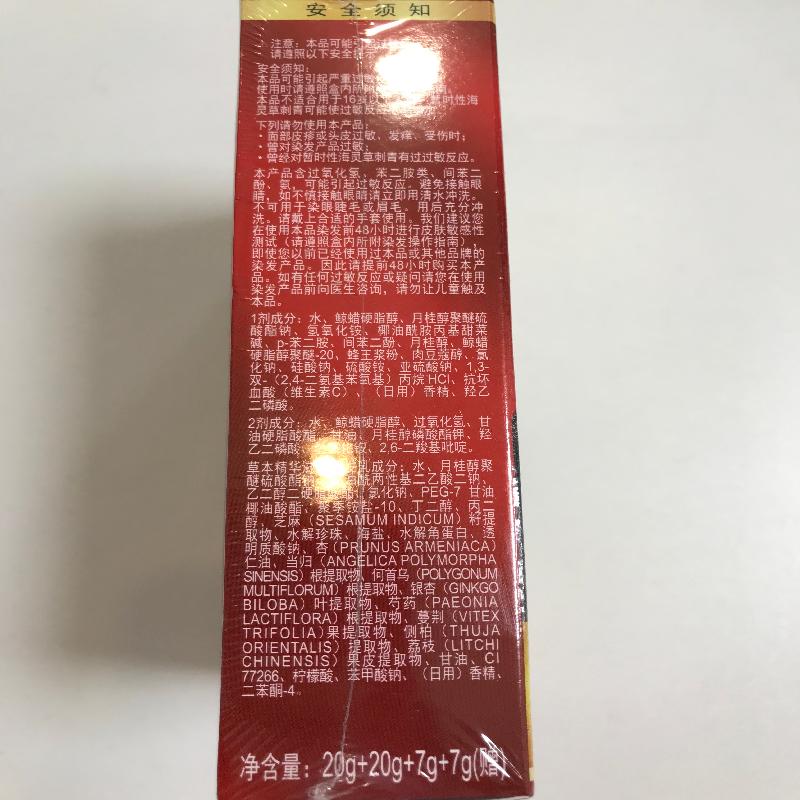 安全须知
注意：本品可能引起过
请遵照以下安全提示
安全须知：
本品可能引起严重过敏
使用时请遵照盒内所附
本品不适合用于16岁以 暂时性海
灵草刺青可能使过敏反
下列请勿使用本产品：
·面部皮疹或头皮过敏、发痒、受伤时；
·曾对染发产品过敏；
·曾经对暂时性海灵草刺青有过过敏反应。
本产品含过氧化氢、苯二胺类、间苯二
酚、氨，可能引起过敏反应。避免接触眼
睛，如不慎接触眼睛请立即用清水冲洗。
不可用于染眼睫毛或眉毛。用后充分冲
洗。请戴上合适的手套使用。我们建议您
在使用本品染发前48小时进行皮肤敏感性
测试（请遵照盒内所附染发操作指南），
即使您以前已经使用过本品或其他品牌的
染发产品。因此请提前48小时购买本产
品。如有任何过敏反应或疑问请您在使用
染发产品前向医生咨询，请勿让儿童触及
本品。
1剂成分：水、鲸蜡硬脂醇、月桂醇聚醚硫
酸酯钠、氢氧化铵、椰油酰胺丙基甜菜
碱、p-苯二胺、间苯二酚、月桂醇、鲸蜡
硬脂醇聚醚-20、蜂王浆粉、肉豆蔻醇、氯
化钠、硅酸钠、硫酸铵、亚硫酸钠、1,3-
双-（2,4-二氨基苯氧基）丙烷 HCl、抗坏
血酸（维生素C）、（日用）香精、羟乙
二磷酸。
2剂成分：水、鲸蜡硬脂醇、过氧化氢、甘
油硬脂酸酯、甘油、月桂醇磷酸酯钾、羟
乙二磷酸、 2,6-二羧基吡啶。
草本精华 乳成分：水、月桂醇聚
醚硫酸酯钠 酰两性基二乙酸二钠、
乙二醇二硬脂酸酯、氯化钠、PEG-7 甘油
椰油酸酯、聚季铵盐-10、丁二醇、丙二
醇、芝麻（SESAMUM INDICUM）籽提
取物、水解珍珠、海盐、水解角蛋白、透
明质酸钠、杏（PRUNUS ARMENIACA）
仁油、当归（ANGELICA POLYMORPHA
SINENSIS）根提取物、何首乌（POLYGONUM
MULTIFLORUM）根提取物、银杏（GINKGO
BILOBA）叶提取物、芍药（PAEONIA
LACTIFLORA）根提取物、蔓荆（VITEX
TRIFOLIA）果提取物、侧柏（THUJA
ORIENTALIS）提取物、荔枝（LITCHI
CHINENSIS）果皮提取物、甘油、CI
77266、柠檬酸、苯甲酸钠、（日用）香精、
二苯酮-4。
净含量：20g+20g+7g+7g(赠)